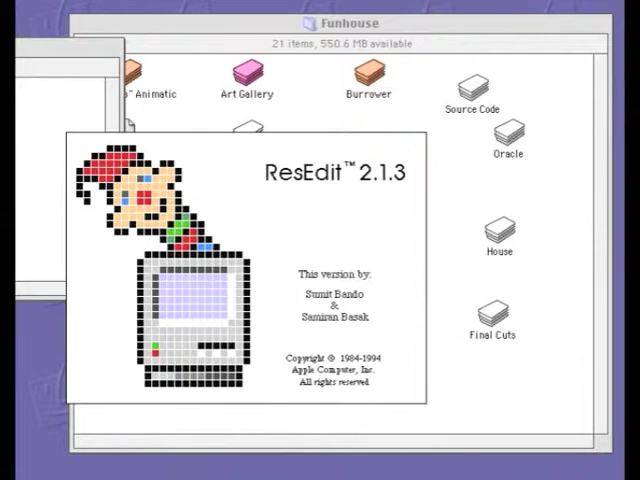 Funhouse
21 items, 550.6 MB available
" Animatic
Art Gallery
Burrower
Source Code
Oracle
ResEdit™ 2.1.3
House
This version by:
Sumit Bando
&
Samiran Basak
Final Cuts
Copyright © 1984-1994
Apple Computer, Inc.
All rights reserved